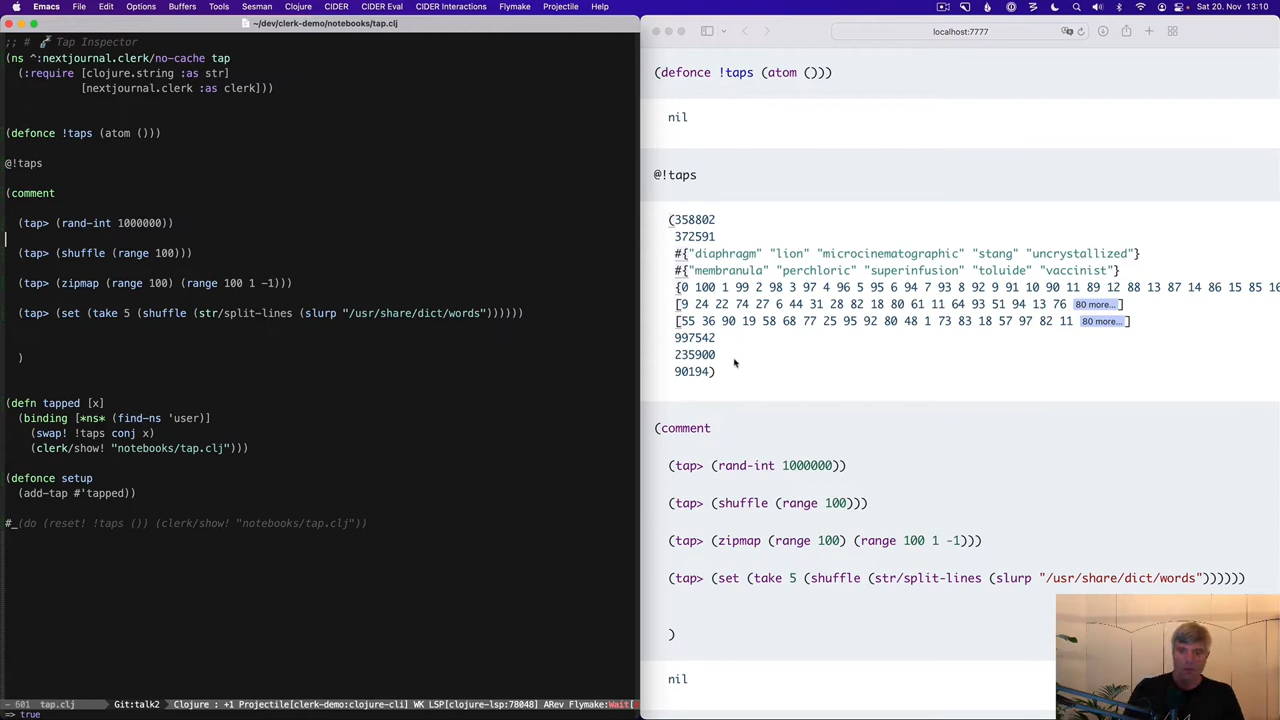 Emacs File Edit Options Buffers Tools Sesman Clojure CIDER CIDER Eval CIDER Interactions Flymake Projectile Help Sat 20. Nov 13:10
~/dev/clerk-demo/notebooks/tap.clj
;; # Tap Inspector
(ns ^:nextjournal.clerk/no-cache tap
(:require [clojure.string :as str]
[nextjournal.clerk :as clerk]))
(defonce !taps (atom ()))
@!taps
(comment
(tap> (rand-int 1000000))
(tap> (shuffle (range 100)))
(tap> (zipmap (range 100) (range 100 1 -1)))
(tap> (set (take 5 (shuffle (str/split-lines (slurp "/usr/share/dict/words"))))))
)
(defn tapped [x]
(binding [*ns* (find-ns 'user)]
(swap! !taps conj x)
(clerk/show! "notebooks/tap.clj")))
(defonce setup
(add-tap #'tapped))
#_(do (reset! !taps ()) (clerk/show! "notebooks/tap.clj"))
- 601 tap.clj Git:talk2 Clojure : +1 Projectile[clerk-demo:clojure-cli] WK LSP[clojure-lsp:78048] ARev Flymake:Wait[
=> true
localhost:7777
(defonce !taps (atom ()))
nil
@!taps
(358802
372591
#{"diaphragm" "lion" "microcinematographic" "stang" "uncrystallized"}
#{"membranula" "perchloric" "superinfusion" "toluide" "vaccinist"}
{0 100 1 99 2 98 3 97 4 96 5 95 6 94 7 93 8 92 9 91 10 90 11 89 12 88 13 87 14 86 15 85 16
[9 24 22 74 27 6 44 31 28 82 18 80 61 11 64 93 51 94 13 76 80 more...]
[55 36 90 19 58 68 77 25 95 92 80 48 1 73 83 18 57 97 82 11 80 more...]
997542
235900
90194)
(comment
(tap> (rand-int 1000000))
(tap> (shuffle (range 100)))
(tap> (zipmap (range 100) (range 100 1 -1)))
(tap> (set (take 5 (shuffle (str/split-lines (slurp "/usr/share/dict/words"))))))
)
nil